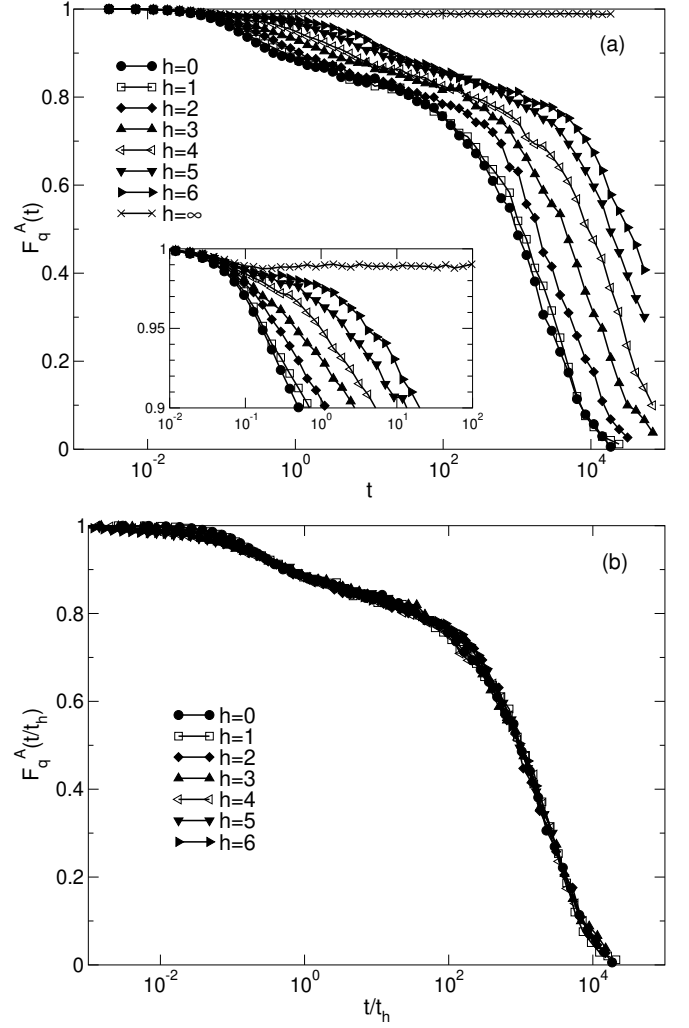 1
0.8
0.6
0.4
0.2
0
F_q^A(t)
(a)
h=0
h=1
h=2
h=3
h=4
h=5
h=6
h=∞
1
0.95
0.9
10^-2
10^-1
10^0
10^1
10^2
10^-2
10^0
10^2
10^4
t
1
0.8
0.6
0.4
0.2
0
F_q^A(t/t_h)
(b)
h=0
h=1
h=2
h=3
h=4
h=5
h=6
10^-2
10^0
10^2
10^4
t/t_h